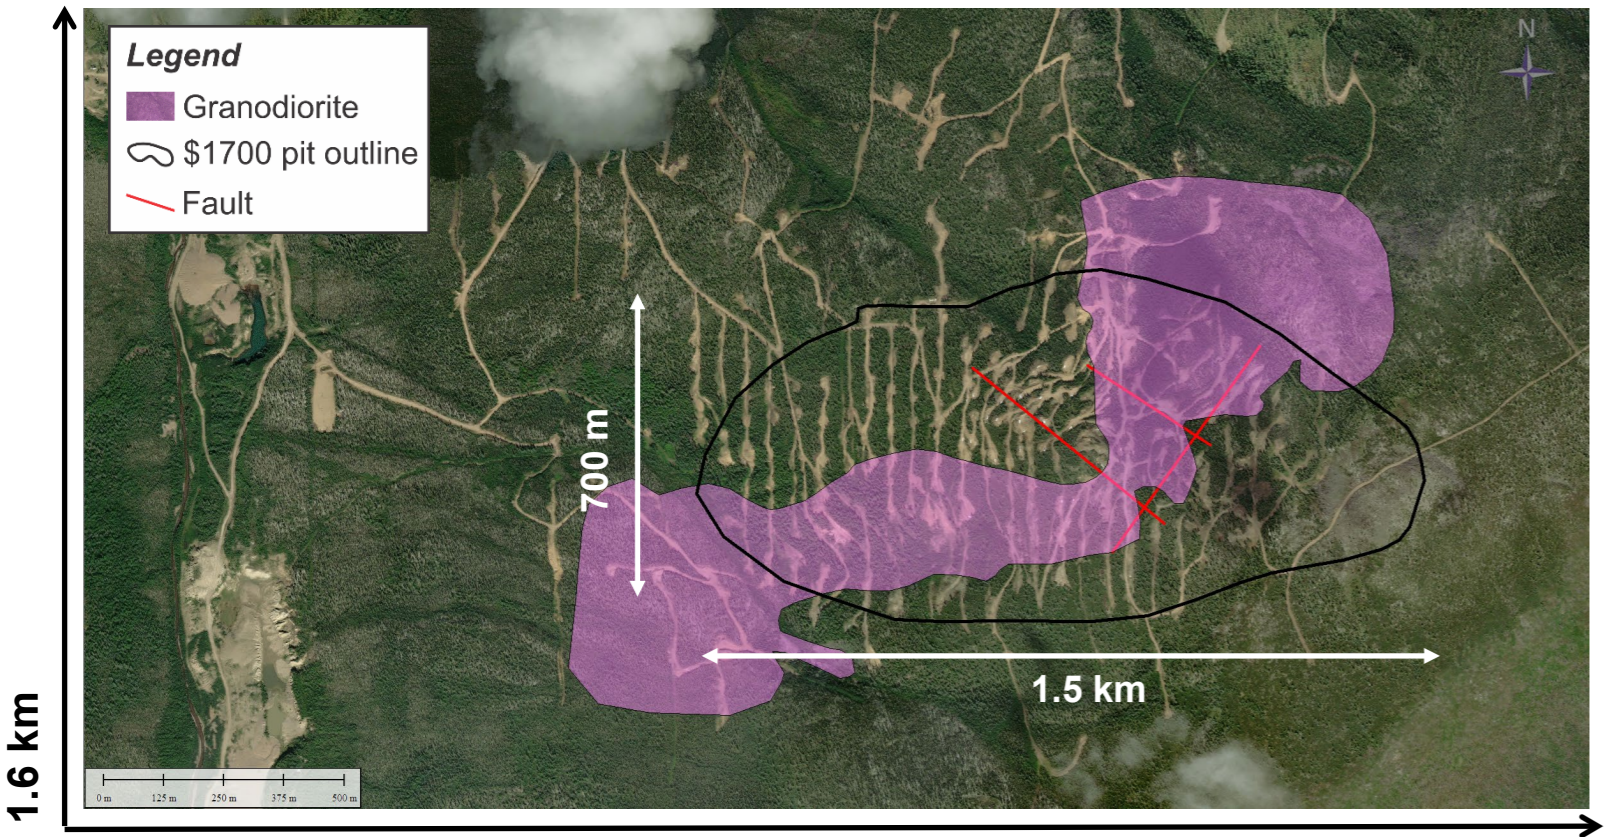 Legend
Granodiorite
$1700 pit outline
Fault
N
700 m
1.5 km
1.6 km
0 m 125 m 250 m 375 m 500 m